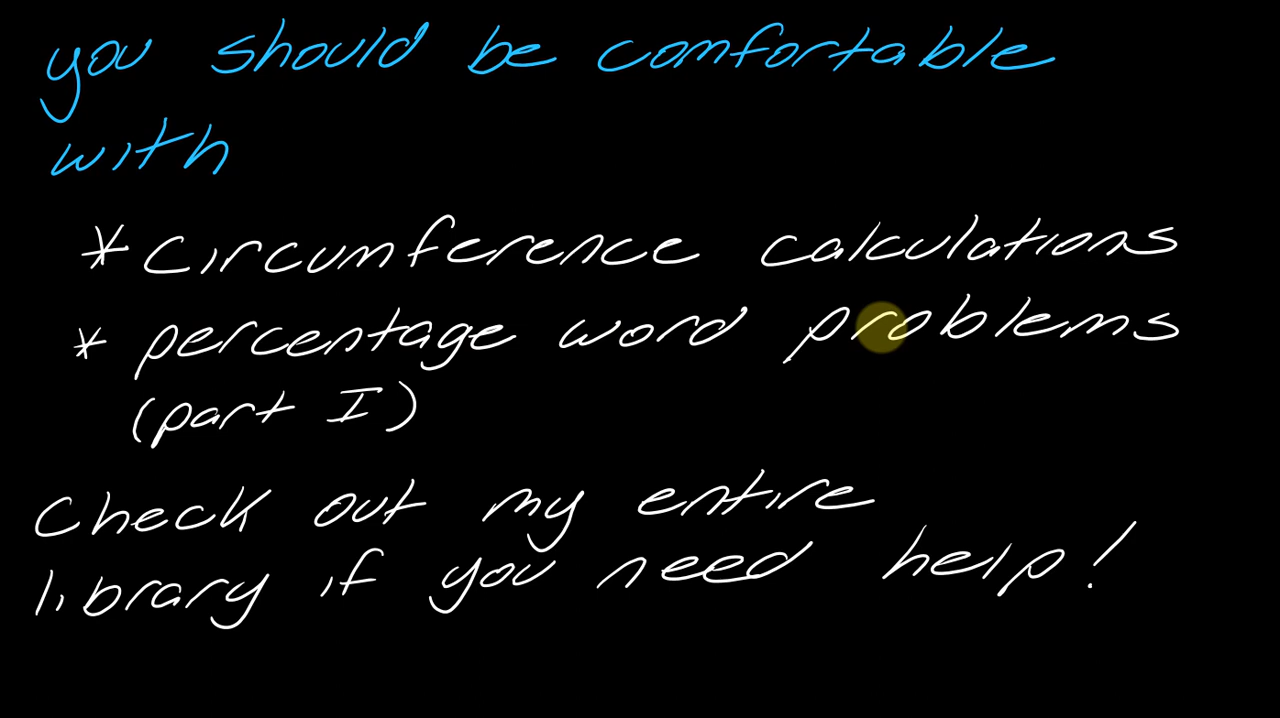 you should be comfortable
with
* Circumference calculations
* percentage word problems
(part I)
Check out my entire
library if you need help!